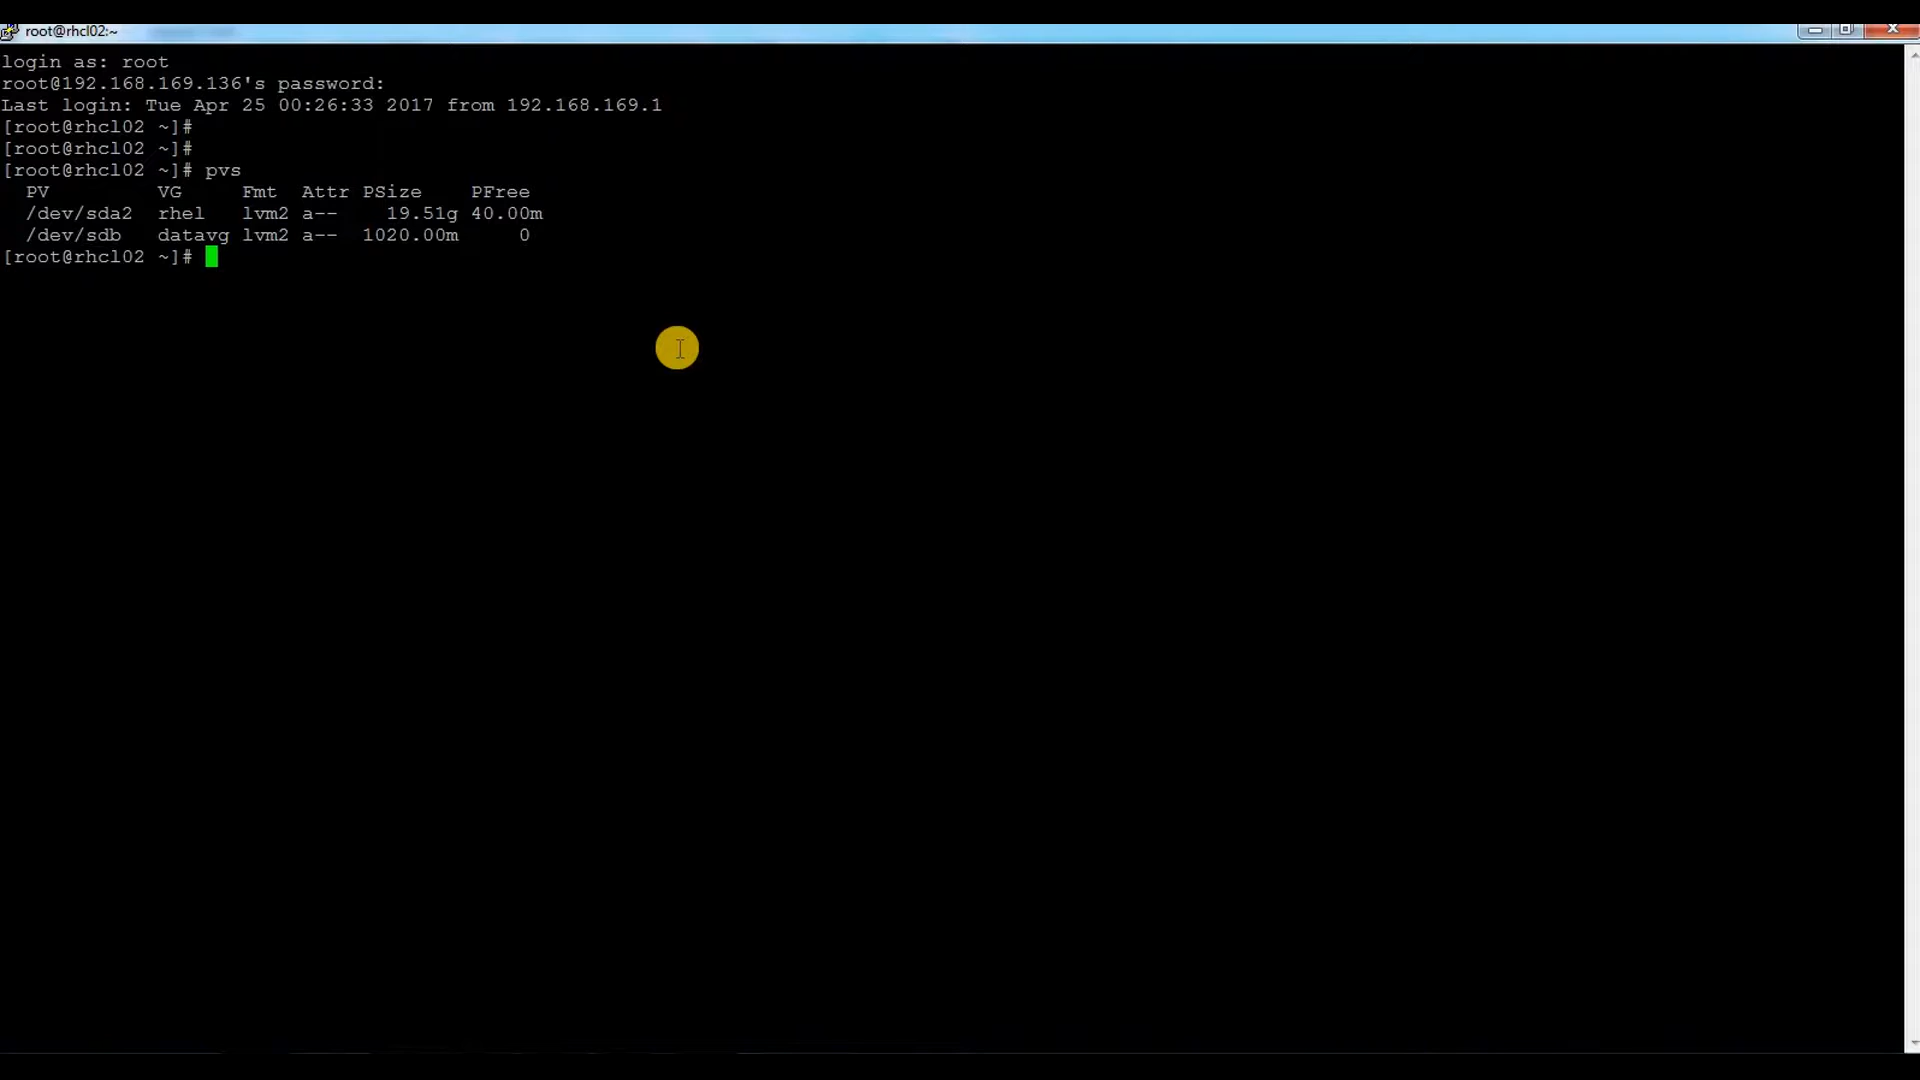 root@rhcl02:~
login as: root
root@192.168.169.136's password:
Last login: Tue Apr 25 00:26:33 2017 from 192.168.169.1
[root@rhcl02 ~]#
[root@rhcl02 ~]#
[root@rhcl02 ~]# pvs
  PV         VG     Fmt  Attr PSize    PFree
  /dev/sda2  rhel   lvm2 a--    19.51g 40.00m
  /dev/sdb   datavg lvm2 a--  1020.00m     0
[root@rhcl02 ~]#